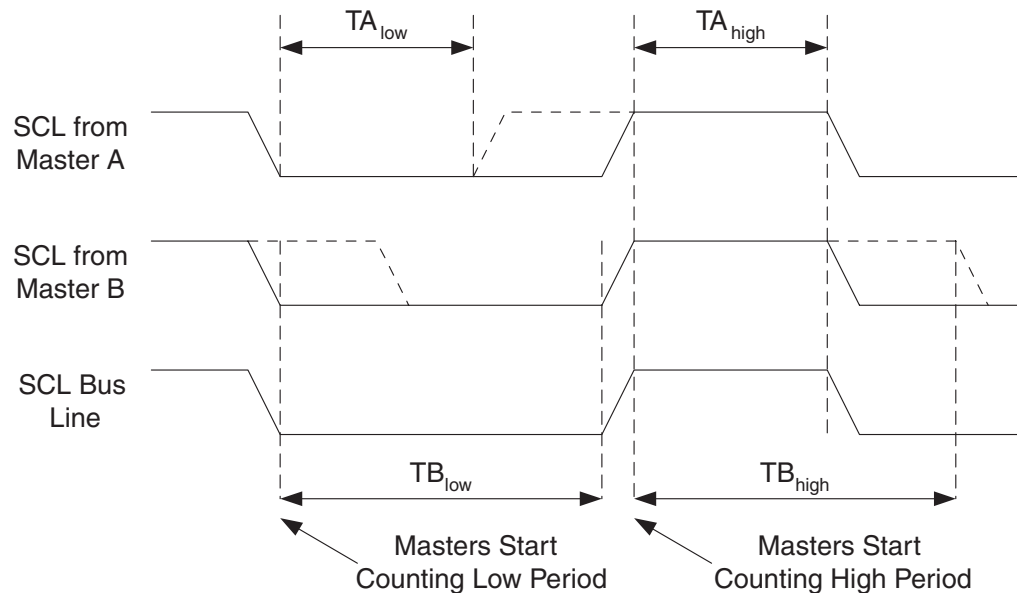 TA low
TA high
SCL from
Master A
SCL from
Master B
SCL Bus
Line
TB low
TB high
Masters Start
Counting Low Period
Masters Start
Counting High Period